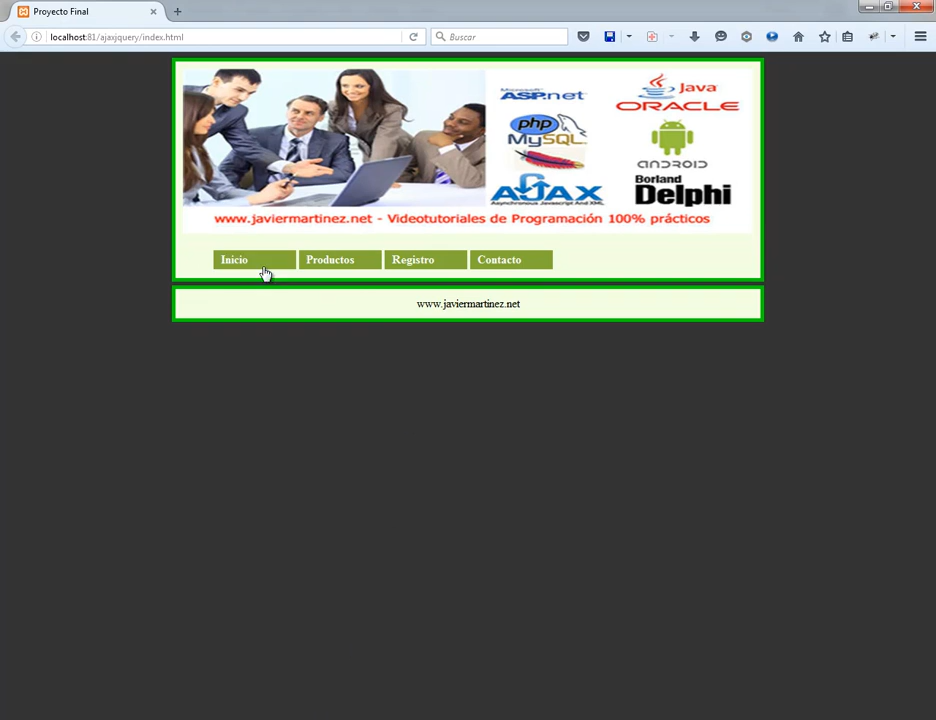 Proyecto Final
localhost:81/ajaxjquery/index.html
Buscar
Microsoft
ASP.net
Java
ORACLE
php
MySQL
ANDROID
AJAX
Asynchronous Javascript And XML
Borland
Delphi
www.javiermartinez.net - Videotutoriales de Programación 100% prácticos
Inicio
Productos
Registro
Contacto
www.javiermartinez.net